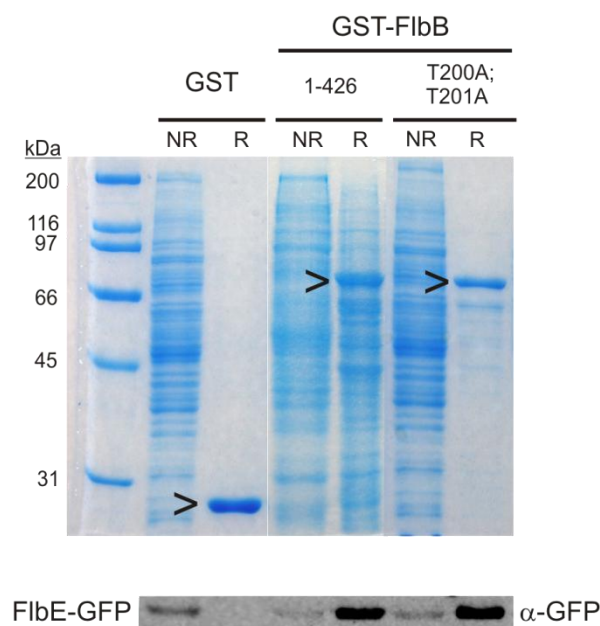 GST-FlbB
GST
1-426
T200A;
T201A
NR R NR R NR R
kDa
200
116
97
66
45
31
>
>
>
FlbE-GFP
α-GFP